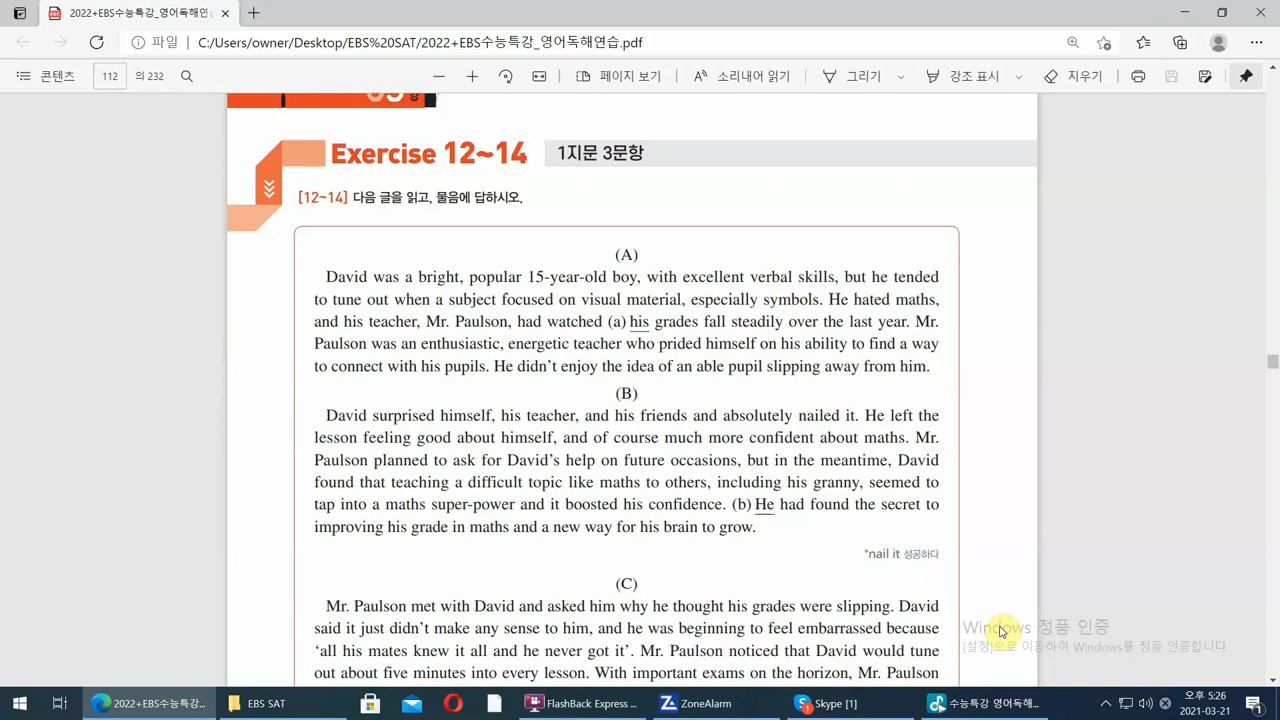 2022+EBS수능특강_영어독해연습
파일
C:/Users/owner/Desktop/EBS%20SAT/2022+EBS수능특강_영어독해연습.pdf
콘텐츠 112 의 232 페이지 보기 소리내어 읽기 그리기 강조 표시 지우기
강
Exercise 12~14 1지문 3문항
[12~14] 다음 글을 읽고, 물음에 답하시오.
(A)
David was a bright, popular 15-year-old boy, with excellent verbal skills, but he tended
to tune out when a subject focused on visual material, especially symbols. He hated maths,
and his teacher, Mr. Paulson, had watched (a) his grades fall steadily over the last year. Mr.
Paulson was an enthusiastic, energetic teacher who prided himself on his ability to find a way
to connect with his pupils. He didn't enjoy the idea of an able pupil slipping away from him.
(B)
David surprised himself, his teacher, and his friends and absolutely nailed it. He left the
lesson feeling good about himself, and of course much more confident about maths. Mr.
Paulson planned to ask for David's help on future occasions, but in the meantime, David
found that teaching a difficult topic like maths to others, including his granny, seemed to
tap into a maths super-power and it boosted his confidence. (b) He had found the secret to
improving his grade in maths and a new way for his brain to grow.
*nail it 성공하다
(C)
Mr. Paulson met with David and asked him why he thought his grades were slipping. David
said it just didn't make any sense to him, and he was beginning to feel embarrassed because
'all his mates knew it all and he never got it'. Mr. Paulson noticed that David would tune
out about five minutes into every lesson. With important exams on the horizon, Mr. Paulson
Windows 정품 인증
[설정]으로 이동하여 Windows를 정품 인증합니다.
2022+EBS수능특강_... EBS SAT FlashBack Express ... ZoneAlarm Skype [1] 수능특강 영어독해...
오후 5:26
2021-03-21